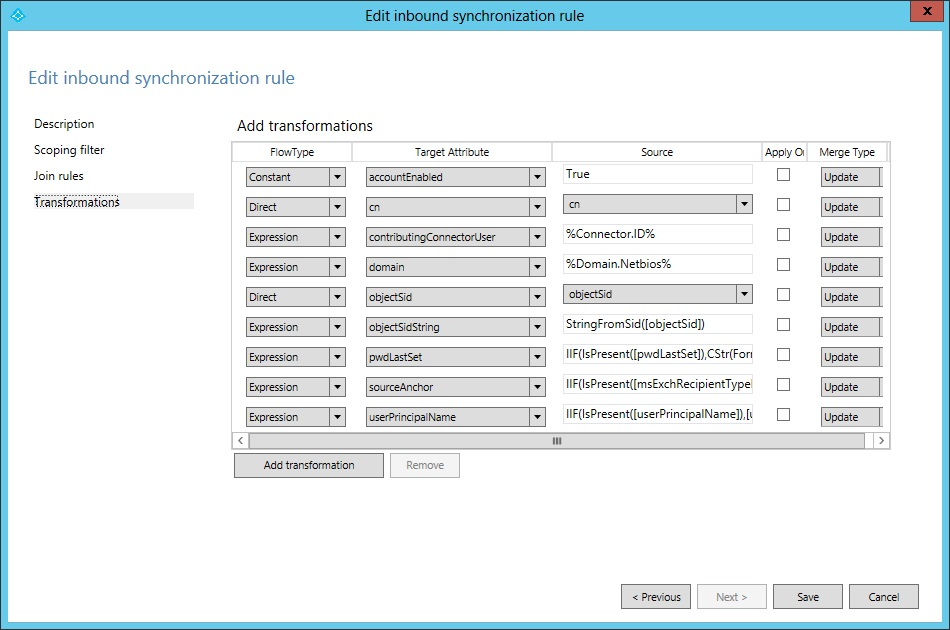 Edit inbound synchronization rule
x
Edit inbound synchronization rule
Description
Scoping filter
Join rules
Transformations
Add transformations
FlowType Target Attribute Source Apply O Merge Type
Constant accountEnabled True Update
Direct cn cn Update
Expression contributingConnectorUser %Connector.ID% Update
Expression domain %Domain.Netbios% Update
Direct objectSid objectSid Update
Expression objectSidString StringFromSid([objectSid]) Update
Expression pwdLastSet IIF(IsPresent([pwdLastSet]),CStr(For Update
Expression sourceAnchor IIF(IsPresent([msExchRecipientType Update
Expression userPrincipalName IIF(IsPresent([userPrincipalName]),[u Update
Add transformation Remove
< Previous Next > Save Cancel